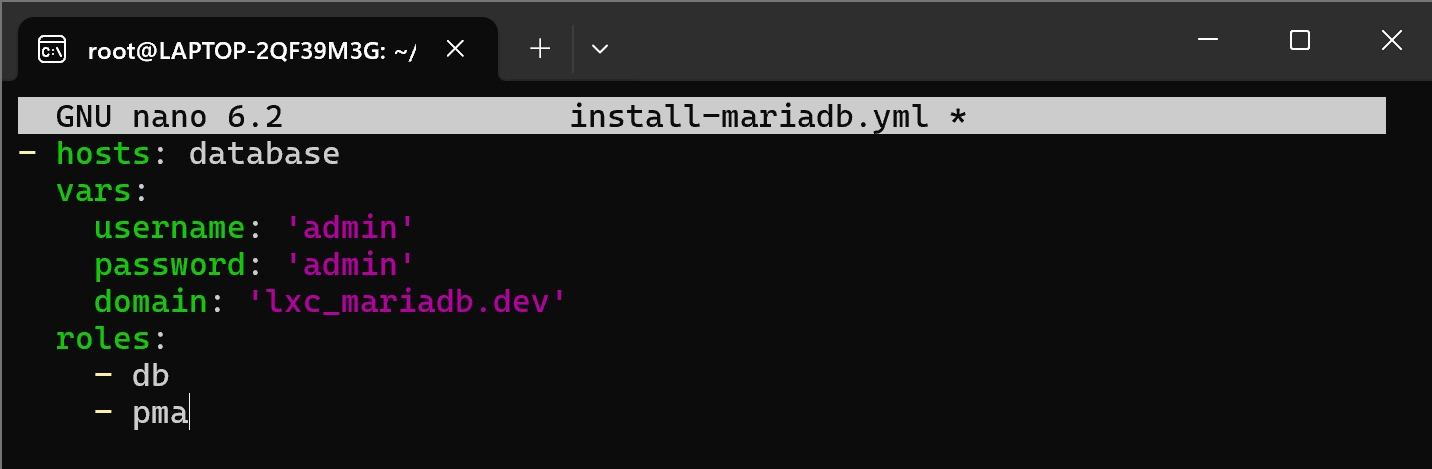 root@LAPTOP-2QF39M3G: ~/
GNU nano 6.2 install-mariadb.yml *
- hosts: database
  vars:
    username: 'admin'
    password: 'admin'
    domain: 'lxc_mariadb.dev'
  roles:
    - db
    - pma